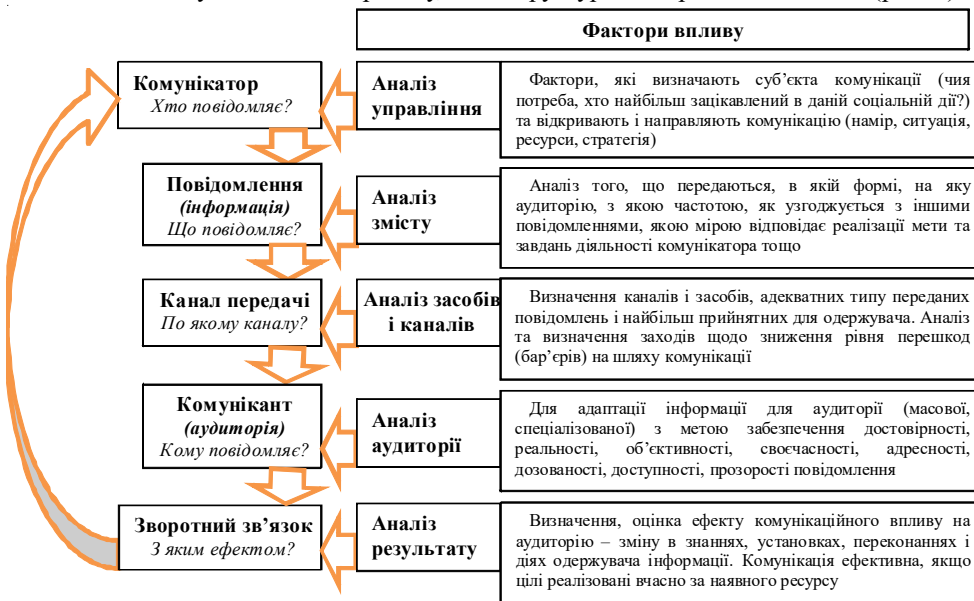 Фактори впливу
Комунікатор
Хто повідомляє?
Аналіз
управління
Фактори, які визначають суб’єкта комунікації (чия
потреба, хто найбільш зацікавлений в даній соціальній дії?)
та відкривають і направляють комунікацію (намір, ситуація,
ресурси, стратегія)
Повідомлення
(інформація)
Що повідомляє?
Аналіз
змісту
Аналіз того, що передаються, в якій формі, на яку
аудиторію, з якою частотою, як узгоджується з іншими
повідомленнями, якою мірою відповідає реалізації мети та
завдань діяльності комунікатора тощо
Канал передачі
По якому каналу?
Аналіз засобів
і каналів
Визначення каналів і засобів, адекватних типу переданих
повідомлень і найбільш прийнятних для одержувача. Аналіз
та визначення заходів щодо зниження рівня перешкод
(бар’єрів) на шляху комунікації
Комунікант
(аудиторія)
Кому повідомляє?
Аналіз
аудиторії
Для адаптації інформації для аудиторії (масової,
спеціалізованої) з метою забезпечення достовірності,
реальності, об’єктивності, своєчасності, адресності,
дозованості, доступності, прозорості повідомлення
Зворотний зв’язок
З яким ефектом?
Аналіз
результату
Визначення, оцінка ефекту комунікаційного впливу на
аудиторію – зміну в знаннях, установках, переконаннях і
діях одержувача інформації. Комунікація ефективна, якщо
цілі реалізовані вчасно за наявного ресурсу